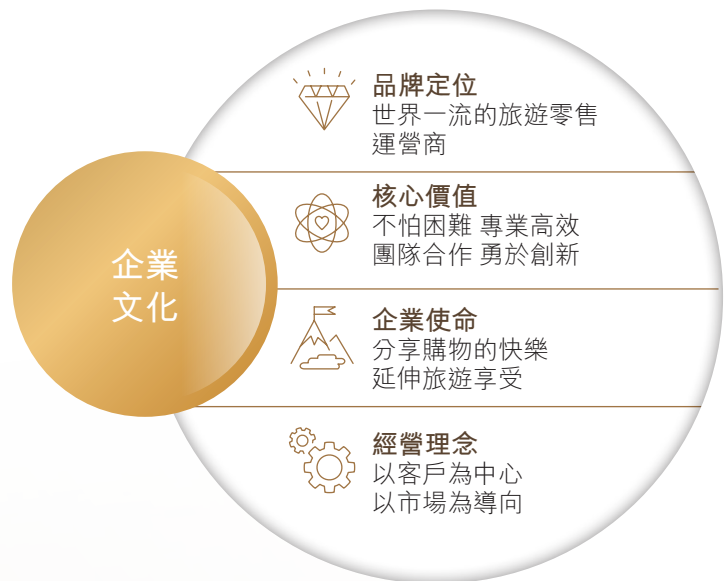 企業
文化
品牌定位
世界一流的旅遊零售
運營商
核心價值
不怕困難 專業高效
團隊合作 勇於創新
企業使命
分享購物的快樂
延伸旅遊享受
經營理念
以客戶為中心
以市場為導向